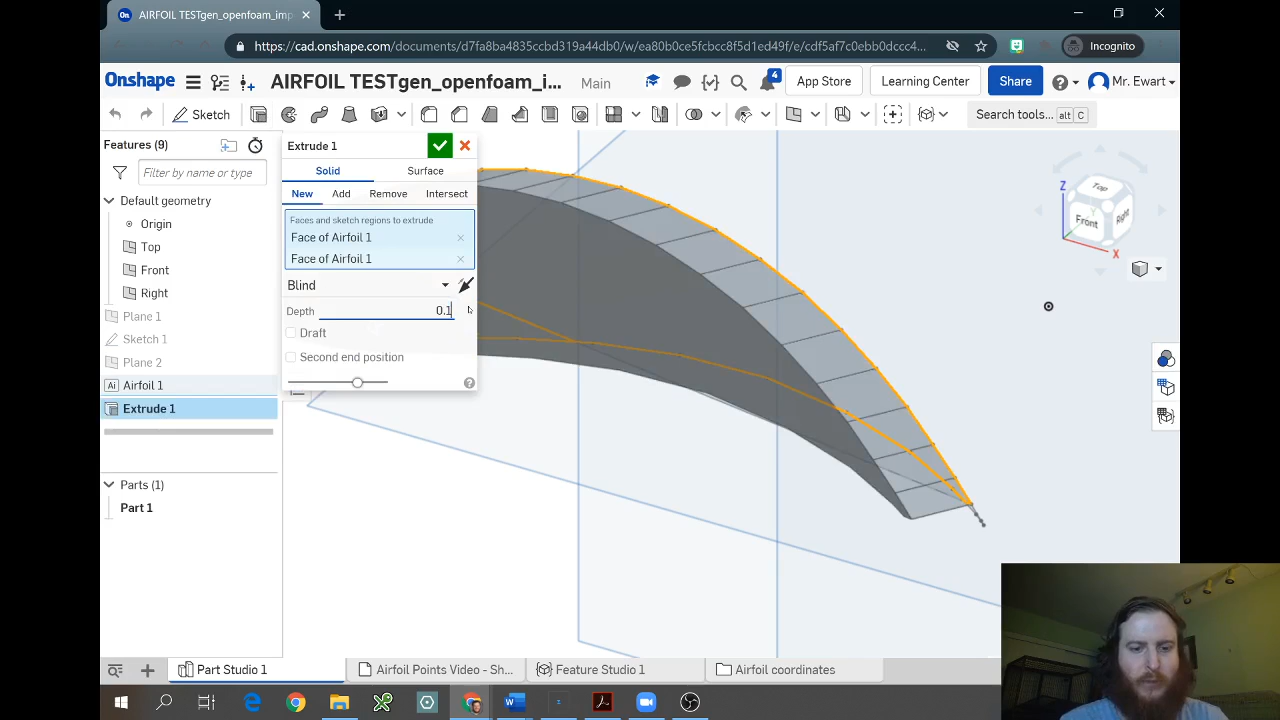 AIRFOIL TESTgen_openfoam_imp
https://cad.onshape.com/documents/d7fa8ba4835ccbd319a44db0/w/ea80b0ce5fcbcc8f5d1ed49f/e/cdf5af7c0ebb0dccc4...
Incognito
Onshape
AIRFOIL TESTgen_openfoam_i...
Main
4
App Store
Learning Center
Share
Mr. Ewart
Sketch
Search tools...
alt C
Features (9)
Filter by name or type
Default geometry
Origin
Top
Front
Right
Plane 1
Sketch 1
Plane 2
Airfoil 1
Extrude 1
Parts (1)
Part 1
Extrude 1
Solid Surface
New Add Remove Intersect
Faces and sketch regions to extrude
Face of Airfoil 1
Face of Airfoil 1
Blind
Depth 0.1
Draft
Second end position
Z
Top
Front
Right
Y
X
Part Studio 1
Airfoil Points Video - Sh...
Feature Studio 1
Airfoil coordinates